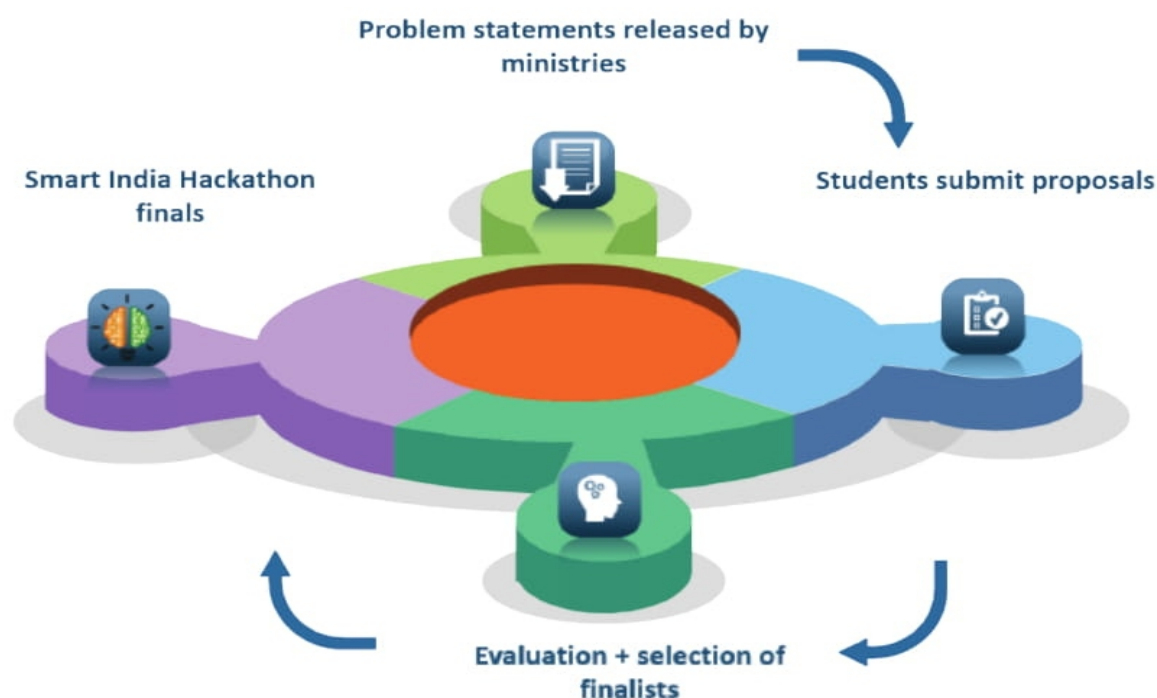 Problem statements released by
ministries
Students submit proposals
Evaluation + selection of
finalists
Smart India Hackathon
finals